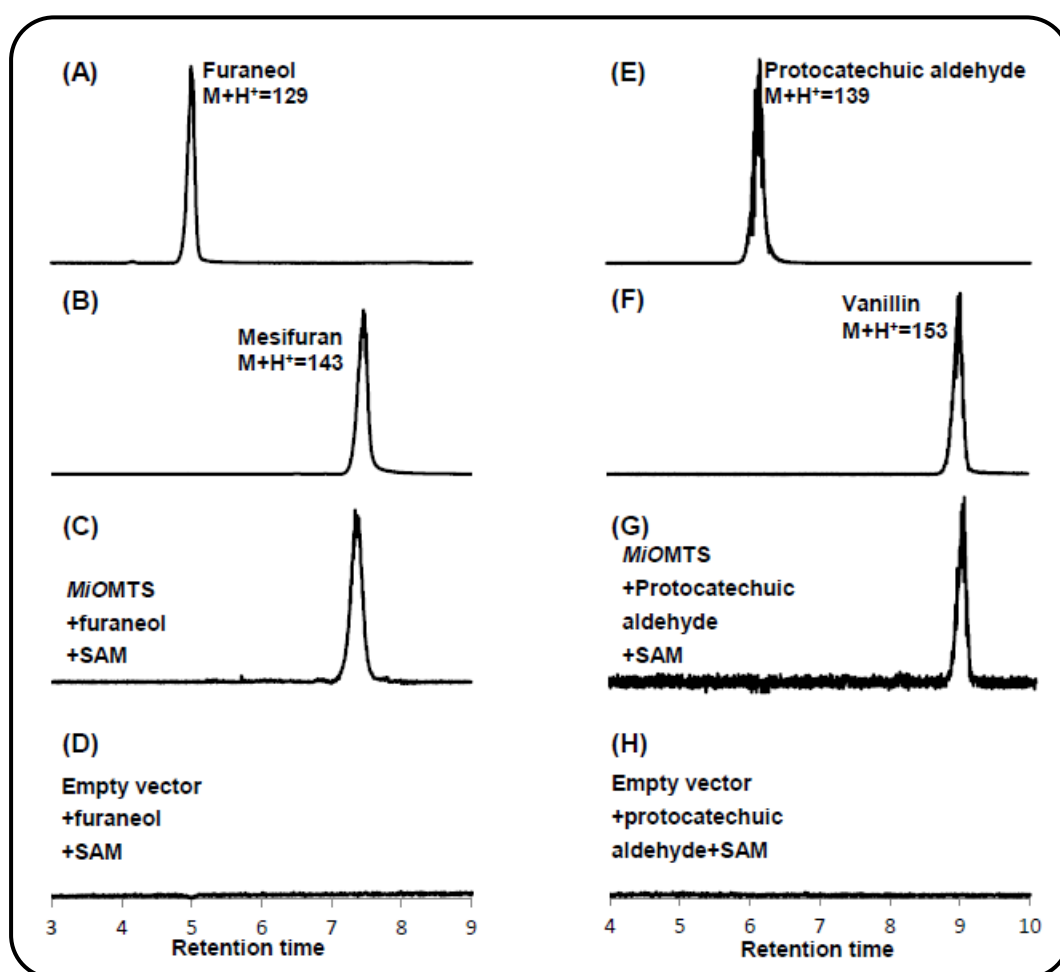 (A)
Furaneol
M+H⁺=129
(B)
Mesifuran
M+H⁺=143
(C)
MiOMTS
+furaneol
+SAM
(D)
Empty vector
+furaneol
+SAM
3 4 5 6 7 8 9
Retention time
(E)
Protocatechuic aldehyde
M+H⁺=139
(F)
Vanillin
M+H⁺=153
(G)
MiOMTS
+Protocatechuic
aldehyde
+SAM
(H)
Empty vector
+protocatechuic
aldehyde+SAM
4 5 6 7 8 9 10
Retention time